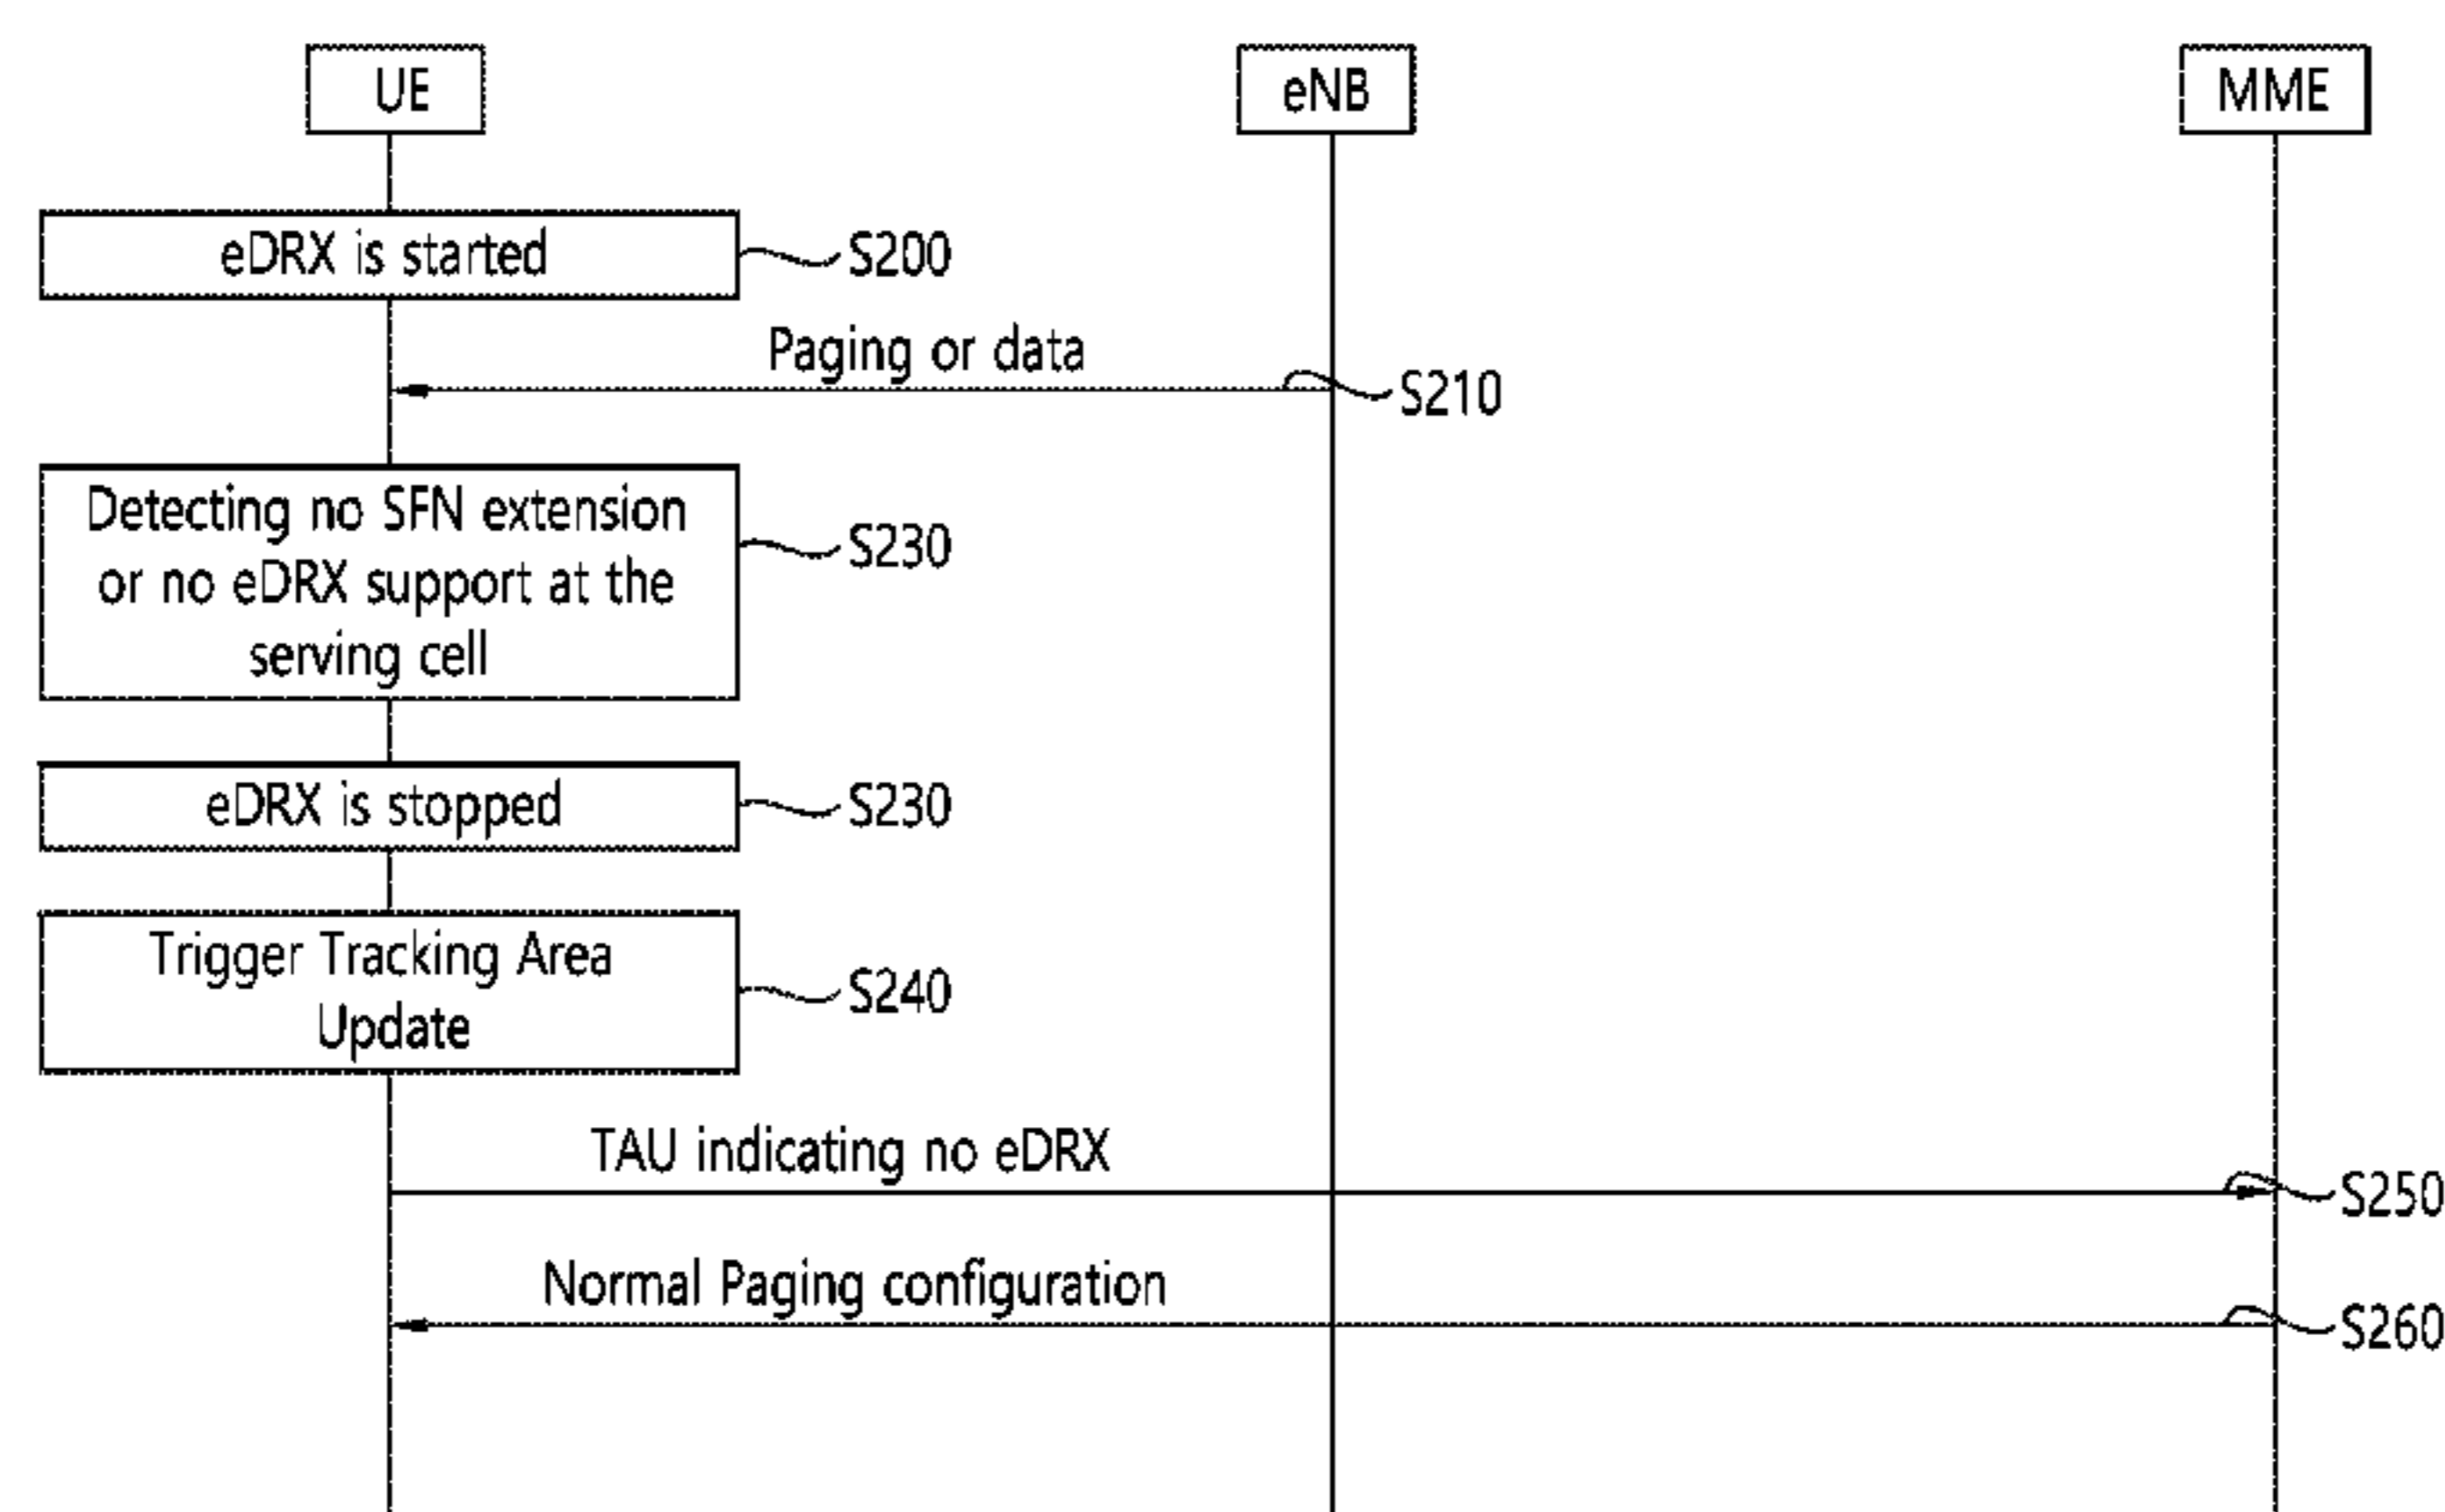 UE
eNB
MME
eDRX is started
S200
Paging or data
S210
Detecting no SFN extension
or no eDRX support at the
serving cell
S230
eDRX is stopped
S230
Trigger Tracking Area
Update
S240
TAU indicating no eDRX
S250
Normal Paging configuration
S260